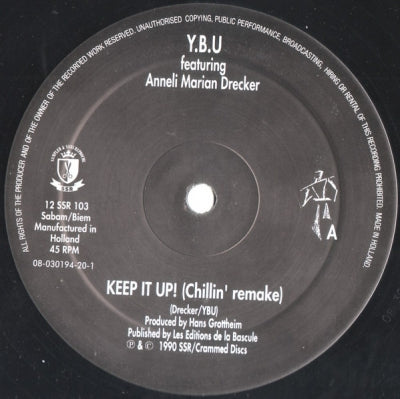 ALL RIGHTS OF THE PRODUCER AND OF THE OWNER OF THE RECORDED WORK RESERVED. UNAUTHORISED COPYING, PUBLIC PERFORMANCE, BROADCASTING, HIRING OR RENTAL OF THIS RECORDING PROHIBITED. MADE IN HOLLAND.
Y.B.U
featuring
Anneli Marian Drecker
SSR
12 SSR 103
Sabam/Biem
Manufactured in
Holland
45 RPM
08-030194-20-1
A
KEEP IT UP! (Chillin' remake)
(Drecker/YBU)
Produced by Hans Grottheim
Published by Les Editions de la Bascule
℗ & © 1990 SSR/Crammed Discs